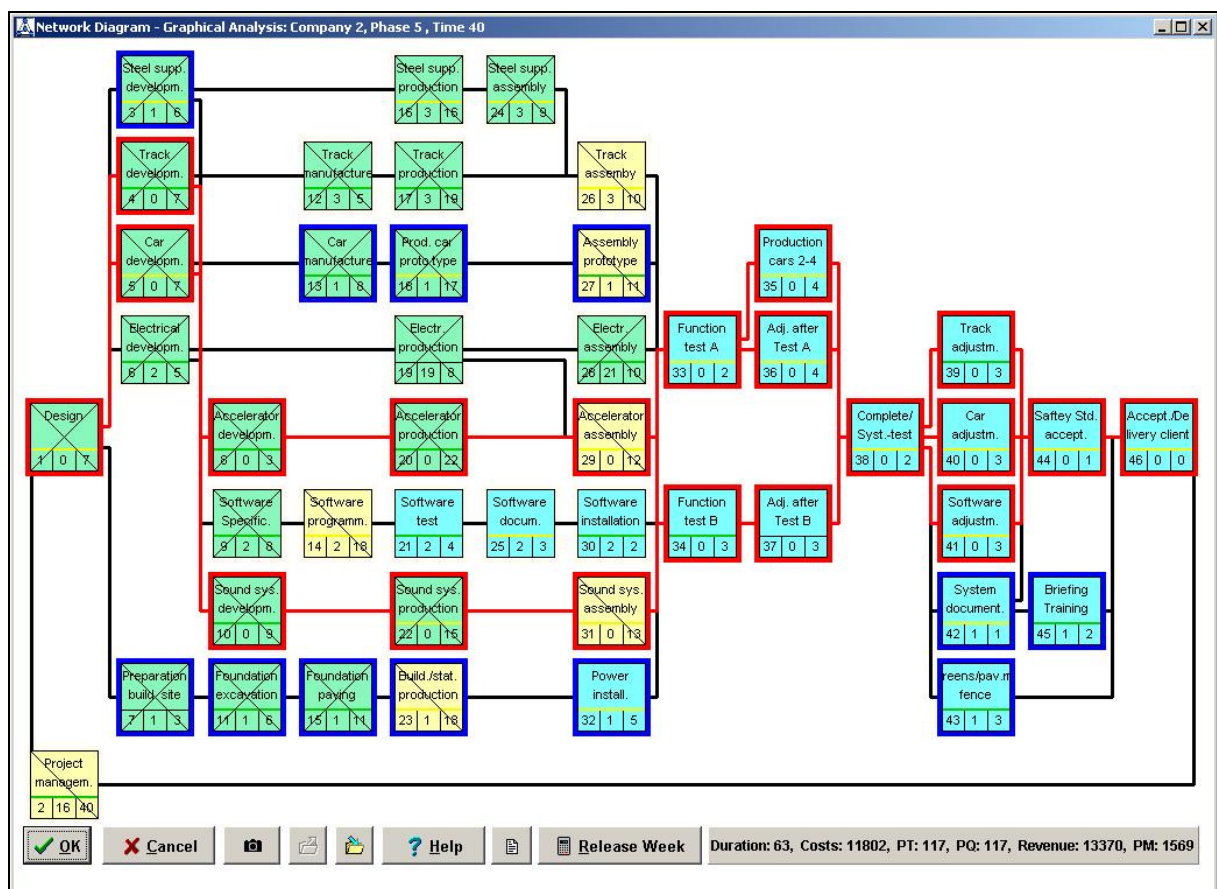 Network Diagram - Graphical Analysis: Company 2, Phase 5 , Time 40
Steel supp.
developm.
3 1 6
Steel supp.
production
16 3 16
Steel supp.
assembly
24 3 9
Track
developm.
4 0 7
Track
manufacture
12 3 5
Track
production
17 3 19
Track
assemby
26 3 10
Car
developm.
5 0 7
Car
manufacture
13 1 8
Prod. car
prototype
18 1 17
Assembly
prototype
27 1 11
Production
cars 2-4
35 0 4
Electrical
developm.
6 2 5
Electr.
production
19 19 8
Electr.
assembly
28 21 10
Function
test A
33 0 2
Adj. after
Test A
36 0 4
Track
adjustm.
39 0 3
Design
1 0 7
Accelerator
developm.
8 0 3
Accelerator
production
20 0 22
Accelerator
assembly
29 0 12
Complete/
Syst.-test
38 0 2
Car
adjustm.
40 0 3
Saftey Std.
accept.
44 0 1
Accept./De
livery client
46 0 0
Software
Specific.
9 2 8
Software
programm.
14 2 18
Software
test
21 2 4
Software
docum.
25 2 3
Software
installation
30 2 2
Function
test B
34 0 3
Adj. after
Test B
37 0 3
Software
adjustm.
41 0 3
Sound sys.
developm.
10 0 9
Sound sys.
production
22 0 15
Sound sys.
assembly
31 0 13
System
document.
42 1 1
Briefing
Training
45 1 2
Preparation
build. site
7 1 3
Foundation
excavation
11 1 6
Foundation
paving
15 1 11
Build./stat.
production
23 1 18
Power
install.
32 1 5
reens/pav.m
fence
43 1 3
Project
managem.
2 16 40
OK
Cancel
? Help
Release Week
Duration: 63, Costs: 11802, PT: 117, PQ: 117, Revenue: 13370, PM: 1569